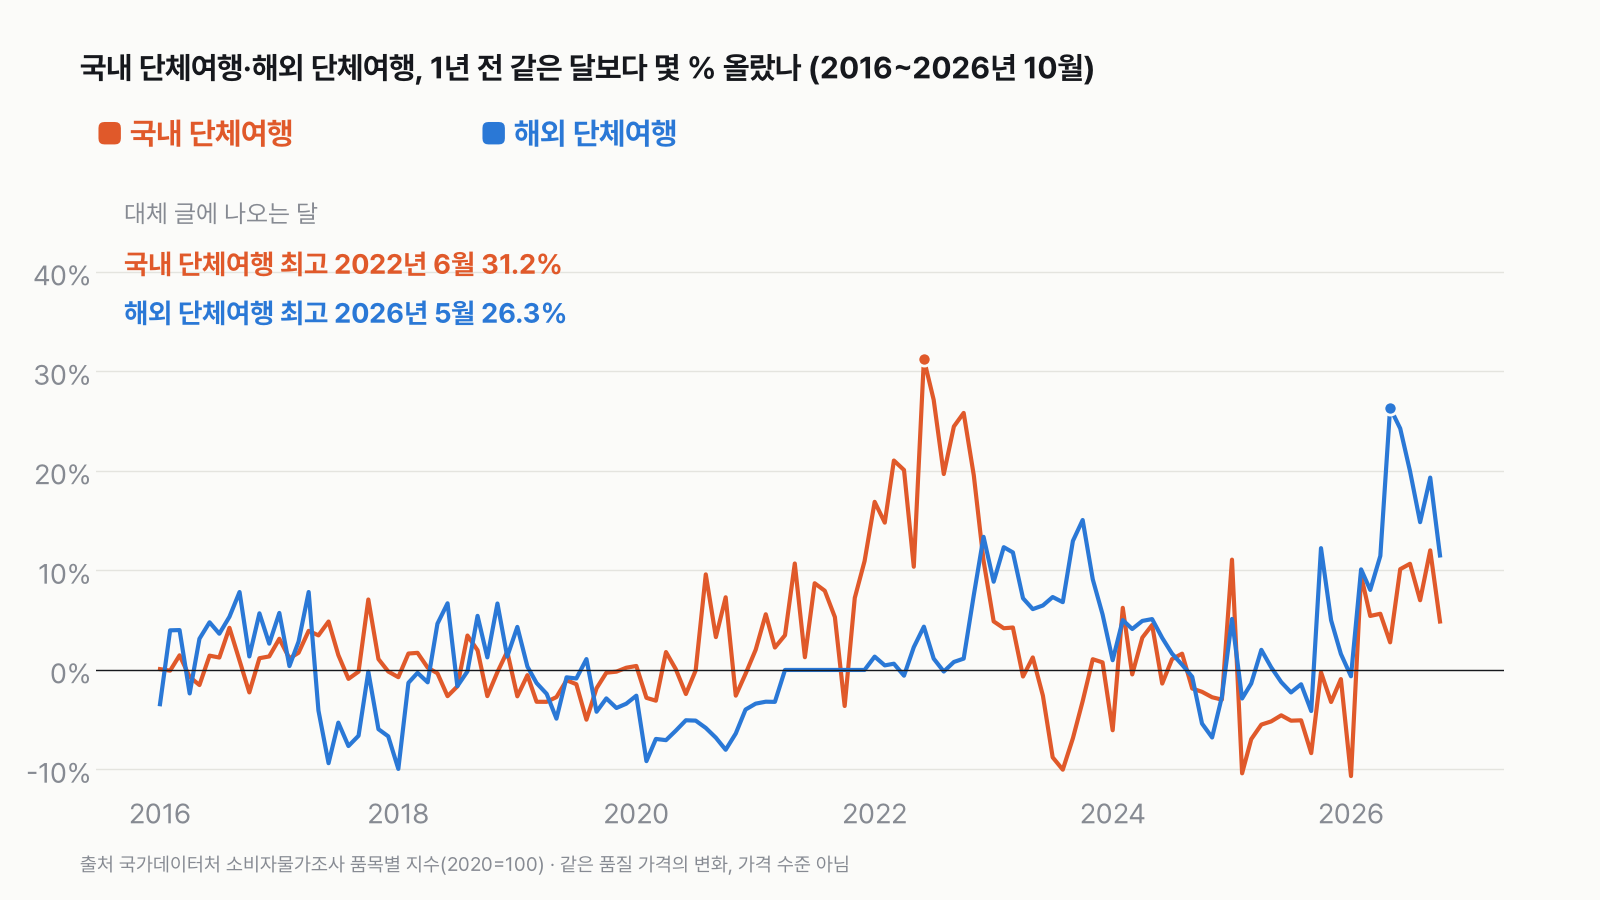 국내 단체여행·해외 단체여행, 1년 전 같은 달보다 몇 % 올랐나 (2016~2026년 10월)
국내 단체여행
해외 단체여행
대체 글에 나오는 달
국내 단체여행 최고 2022년 6월 31.2%
해외 단체여행 최고 2026년 5월 26.3%
40%
30%
20%
10%
0%
-10%
2016 2018 2020 2022 2024 2026
출처 국가데이터처 소비자물가조사 품목별 지수(2020=100) · 같은 품질 가격의 변화, 가격 수준 아님